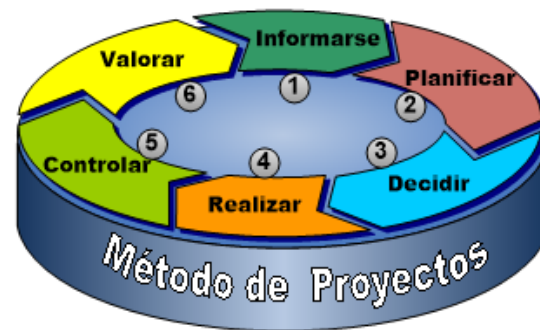 Informarse
1
Planificar
2
Decidir
3
Realizar
4
Controlar
5
Valorar
6
Método de Proyectos